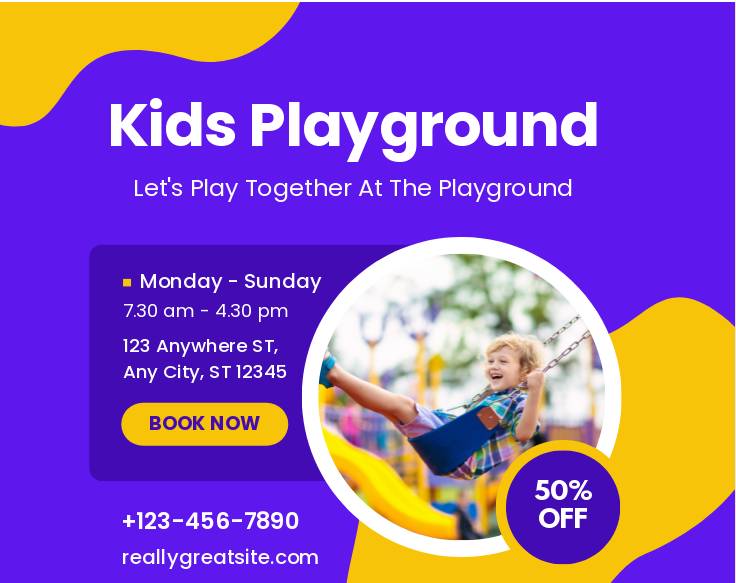 Kids Playground
Let's Play Together At The Playground
Monday - Sunday
7.30 am - 4.30 pm
123 Anywhere ST,
Any City, ST 12345
BOOK NOW
50%
OFF
+123-456-7890
reallygreatsite.com